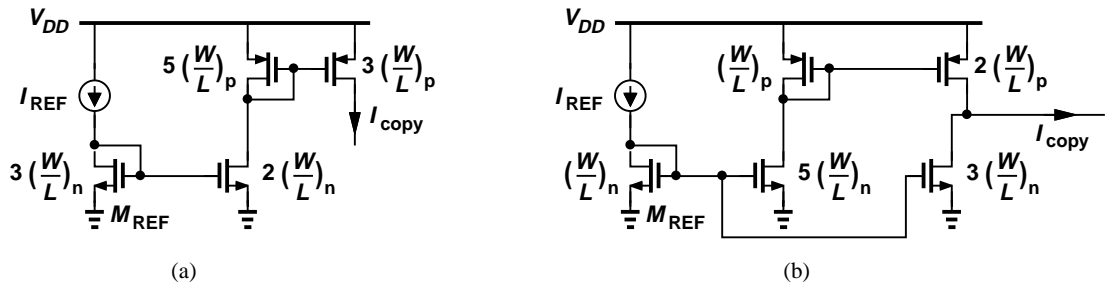 V_DD
5 (W/L)_p
3 (W/L)_p
I_REF
I_copy
3 (W/L)_n
2 (W/L)_n
M_REF
(a)
V_DD
(W/L)_p
2 (W/L)_p
I_REF
I_copy
(W/L)_n
5 (W/L)_n
3 (W/L)_n
M_REF
(b)